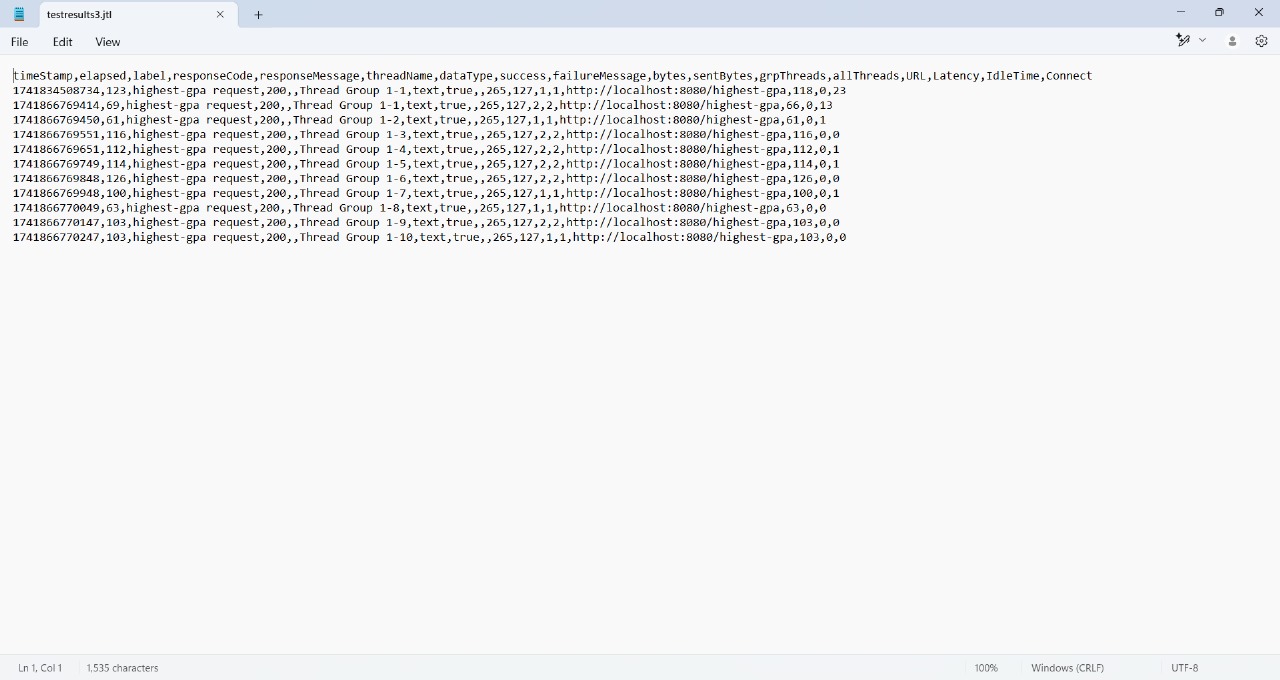 testresults3.jtl
File Edit View
timeStamp,elapsed,label,responseCode,responseMessage,threadName,dataType,success,failureMessage,bytes,sentBytes,grpThreads,allThreads,URL,Latency,IdleTime,Connect
1741834508734,123,highest-gpa request,200,,Thread Group 1-1,text,true,,265,127,1,1,http://localhost:8080/highest-gpa,118,0,23
1741866769414,69,highest-gpa request,200,,Thread Group 1-1,text,true,,265,127,2,2,http://localhost:8080/highest-gpa,66,0,13
1741866769450,61,highest-gpa request,200,,Thread Group 1-2,text,true,,265,127,1,1,http://localhost:8080/highest-gpa,61,0,1
1741866769551,116,highest-gpa request,200,,Thread Group 1-3,text,true,,265,127,2,2,http://localhost:8080/highest-gpa,116,0,0
1741866769651,112,highest-gpa request,200,,Thread Group 1-4,text,true,,265,127,2,2,http://localhost:8080/highest-gpa,112,0,1
1741866769749,114,highest-gpa request,200,,Thread Group 1-5,text,true,,265,127,2,2,http://localhost:8080/highest-gpa,114,0,1
1741866769848,126,highest-gpa request,200,,Thread Group 1-6,text,true,,265,127,2,2,http://localhost:8080/highest-gpa,126,0,0
1741866769948,100,highest-gpa request,200,,Thread Group 1-7,text,true,,265,127,1,1,http://localhost:8080/highest-gpa,100,0,1
1741866770049,63,highest-gpa request,200,,Thread Group 1-8,text,true,,265,127,1,1,http://localhost:8080/highest-gpa,63,0,0
1741866770147,103,highest-gpa request,200,,Thread Group 1-9,text,true,,265,127,2,2,http://localhost:8080/highest-gpa,103,0,0
1741866770247,103,highest-gpa request,200,,Thread Group 1-10,text,true,,265,127,1,1,http://localhost:8080/highest-gpa,103,0,0
Ln 1, Col 1 1,535 characters 100% Windows (CRLF) UTF-8